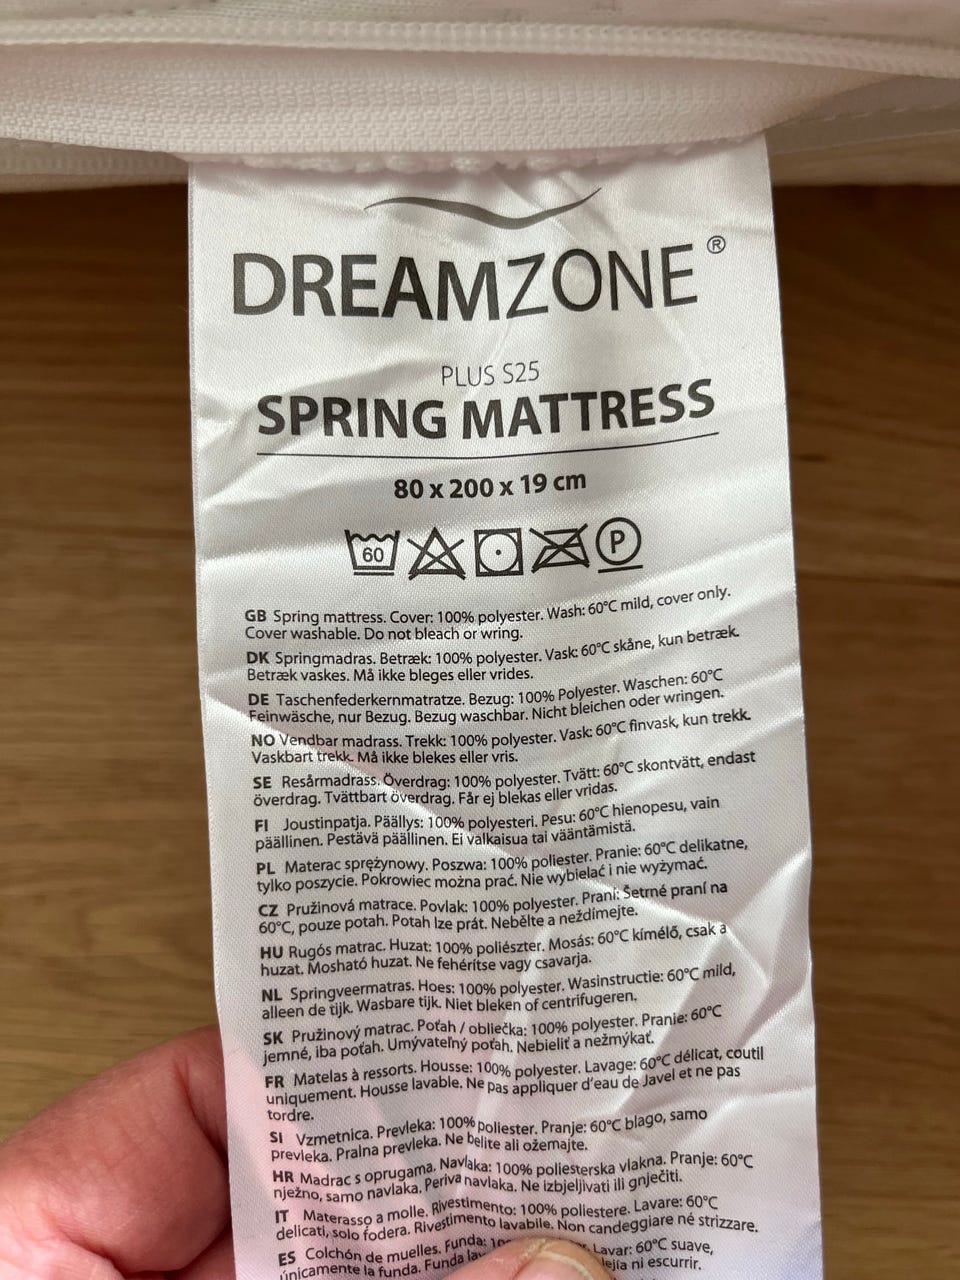 DREAMZONE®
PLUS S25
SPRING MATTRESS
80 x 200 x 19 cm
60 P
GB Spring mattress. Cover: 100% polyester. Wash: 60°C mild, cover only.
Cover washable. Do not bleach or wring.
DK Springmadras. Betræk: 100% polyester. Vask: 60°C skåne, kun betræk.
Betræk vaskes. Må ikke bleges eller vrides.
DE Taschenfederkernmatratze. Bezug: 100% Polyester. Waschen: 60°C
Feinwäsche, nur Bezug. Bezug waschbar. Nicht bleichen oder wringen.
NO Vendbar madrass. Trekk: 100% polyester. Vask: 60°C finvask, kun trekk.
Vaskbart trekk. Må ikke blekes eller vris.
SE Resårmadrass. Överdrag: 100% polyester. Tvätt: 60°C skontvätt, endast
överdrag. Tvättbart överdrag. Får ej blekas eller vridas.
FI Joustinpatja. Päällys: 100% polyesteri. Pesu: 60°C hienopesu, vain
päällinen. Pestävä päällinen. Ei valkaisua tai vääntämistä.
PL Materac sprężynowy. Poszwa: 100% poliester. Pranie: 60°C delikatne,
tylko poszycie. Pokrowiec można prać. Nie wybielać i nie wyżymać.
CZ Pružinová matrace. Povlak: 100% polyester. Praní: Šetrné praní na
60°C, pouze potah. Potah lze prát. Nebělte a neždímejte.
HU Rugós matrac. Huzat: 100% poliészter. Mosás: 60°C kímélő, csak a
huzat. Mosható huzat. Ne fehérítse vagy csavarja.
NL Springveermatras. Hoes: 100% polyester. Wasinstructie: 60°C mild,
alleen de tijk. Wasbare tijk. Niet bleken of centrifugeren.
SK Pružinový matrac. Poťah / obliečka: 100% polyester. Pranie: 60°C
jemné, iba poťah. Umývateľný poťah. Nebieliť a nežmýkať.
FR Matelas à ressorts. Housse: 100% polyester. Lavage: 60°C délicat, coutil
uniquement. Housse lavable. Ne pas appliquer d'eau de Javel et ne pas
tordre.
SI Vzmetnica. Prevleka: 100% poliester. Pranje: 60°C blago, samo
prevleka. Pralna prevleka. Ne belite ali ožemajte.
HR Madrac s oprugama. Navlaka: 100% poliesterska vlakna. Pranje: 60°C
nježno, samo navlaka. Periva navlaka. Ne izbjeljivati ili gnječiti.
IT Materasso a molle. Rivestimento: 100% poliestere. Lavare: 60°C
delicati, solo fodera. Rivestimento lavabile. Non candeggiare né strizzare.
ES Colchón de muelles. Funda: Lavar: 60°C suave,
únicamente la funda. Funda lejía ni escurrir.